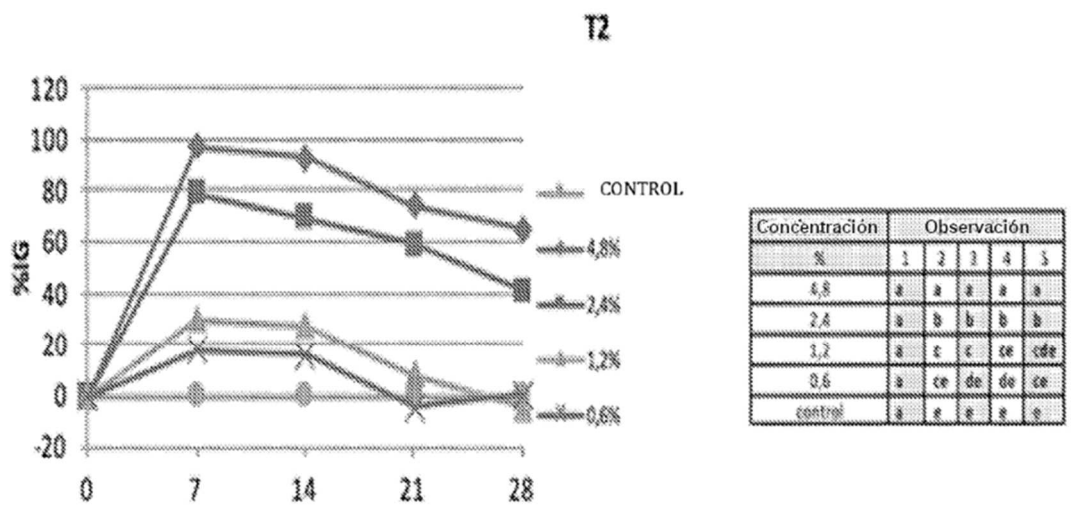 T2
%IG
120
100
80
60
40
20
0
-20
0 7 14 21 28
CONTROL
4,8%
2,4%
1,2%
0,6%
Concentración Observación
% 1 2 3 4 5
4,8 a a a a a
2,4 a b b b b
1,2 a c c ce cde
0,6 a ce de de ce
control a e e e e